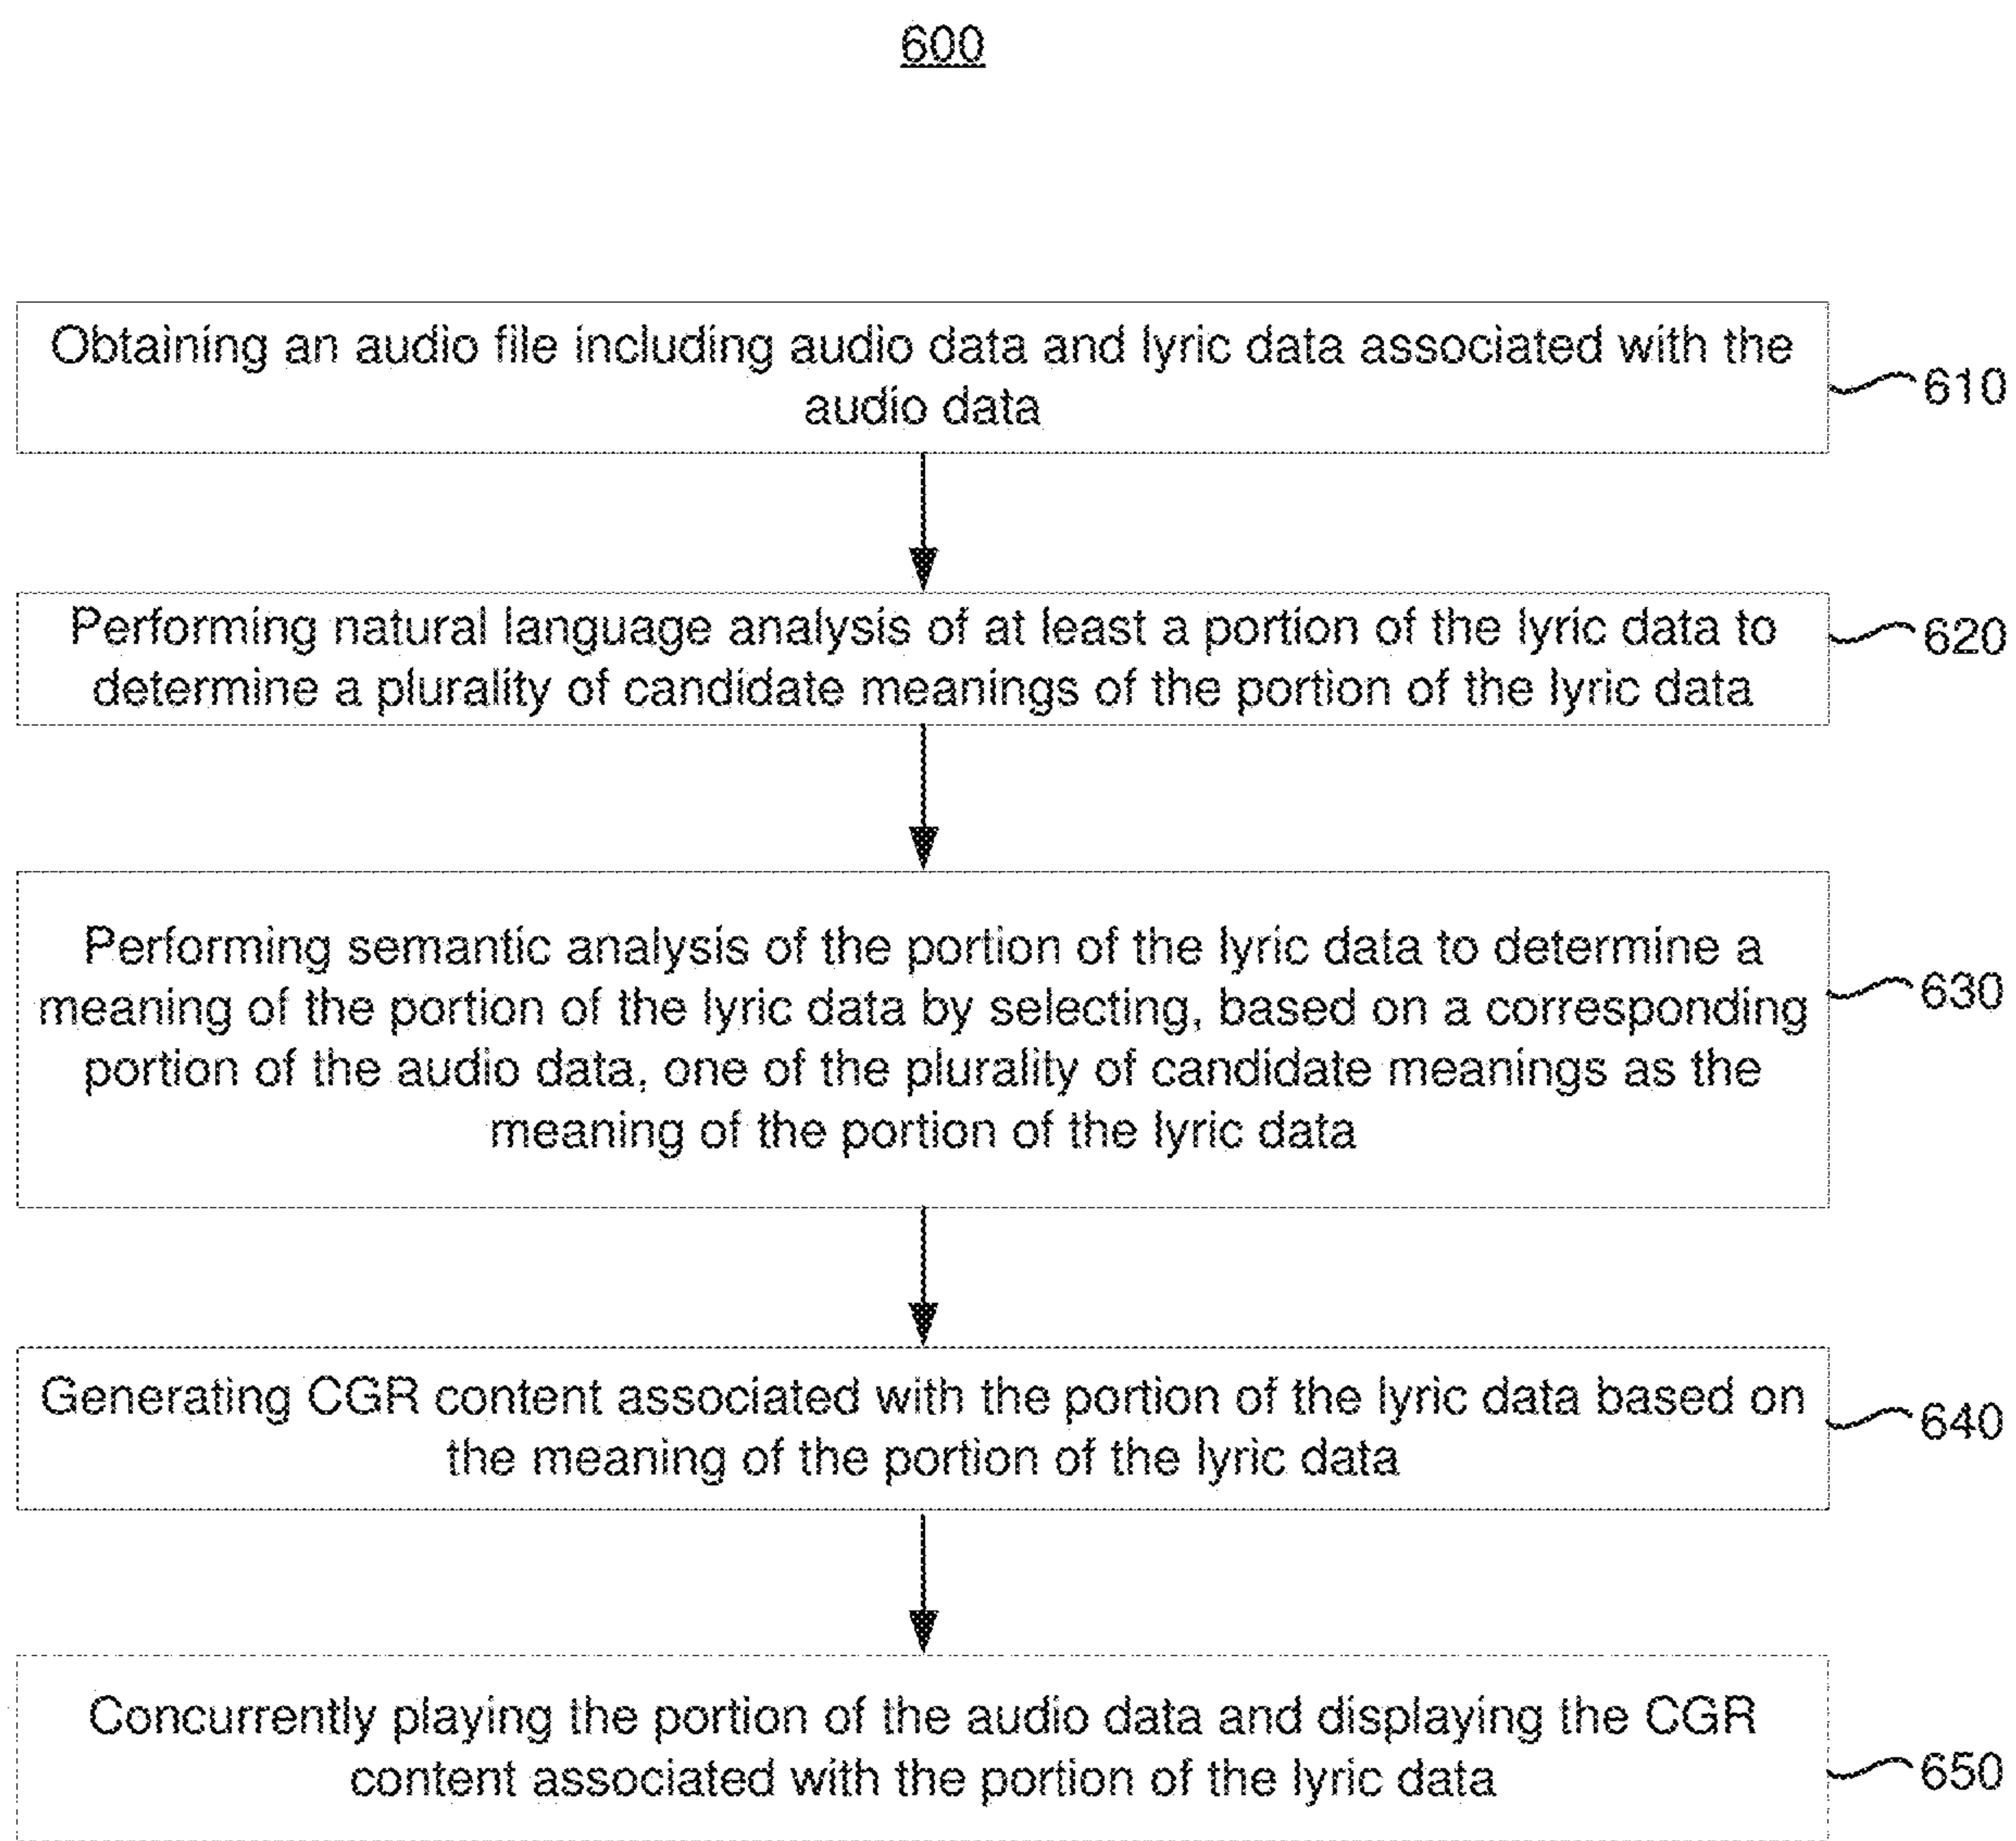 600
Obtaining an audio file including audio data and lyric data associated with the
audio data
610
Performing natural language analysis of at least a portion of the lyric data to
determine a plurality of candidate meanings of the portion of the lyric data
620
Performing semantic analysis of the portion of the lyric data to determine a
meaning of the portion of the lyric data by selecting, based on a corresponding
portion of the audio data, one of the plurality of candidate meanings as the
meaning of the portion of the lyric data
630
Generating CGR content associated with the portion of the lyric data based on
the meaning of the portion of the lyric data
640
Concurrently playing the portion of the audio data and displaying the CGR
content associated with the portion of the lyric data
650